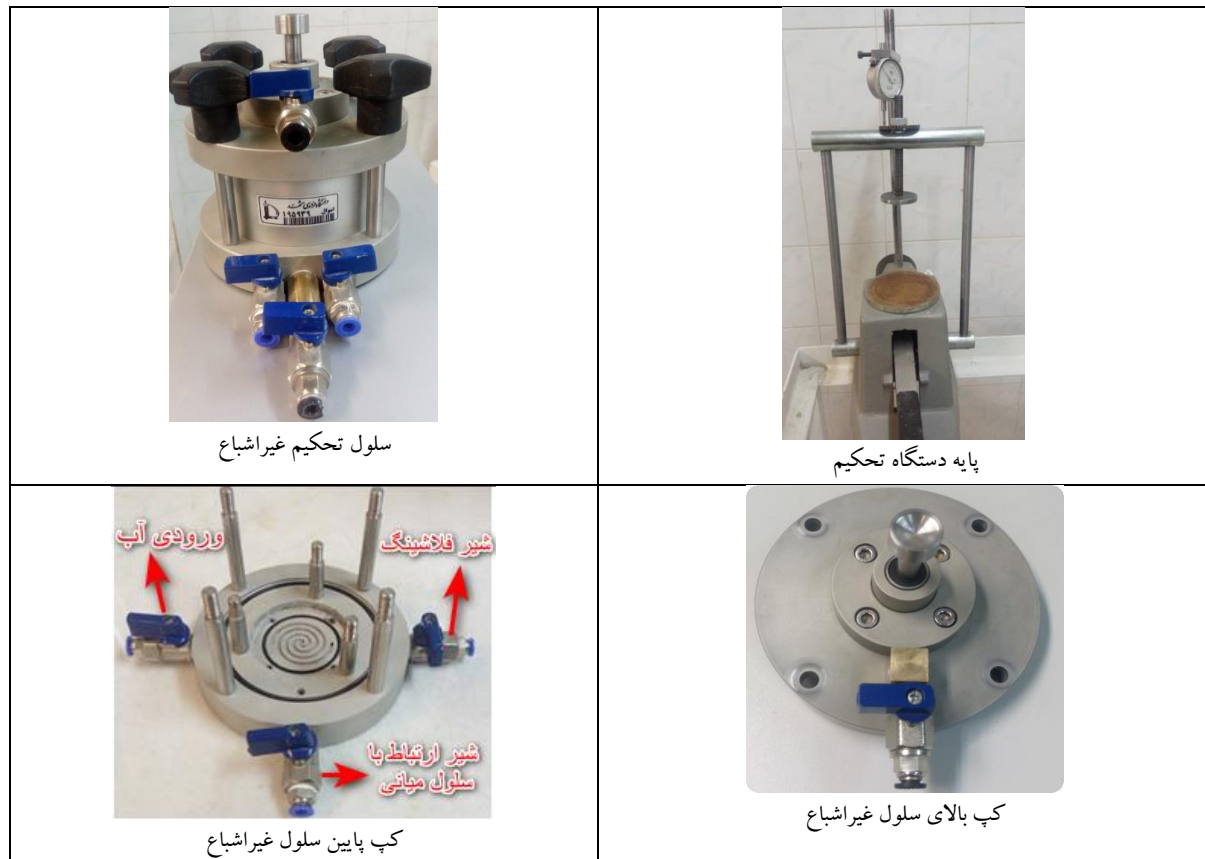 ۱۹۵۹۳۹
سلول تحکیم غیراشباع
پایه دستگاه تحکیم
ورودی آب
شیر فلاشینگ
شیر ارتباط با
سلول میانی
کپ پایین سلول غیراشباع
کپ بالای سلول غیراشباع